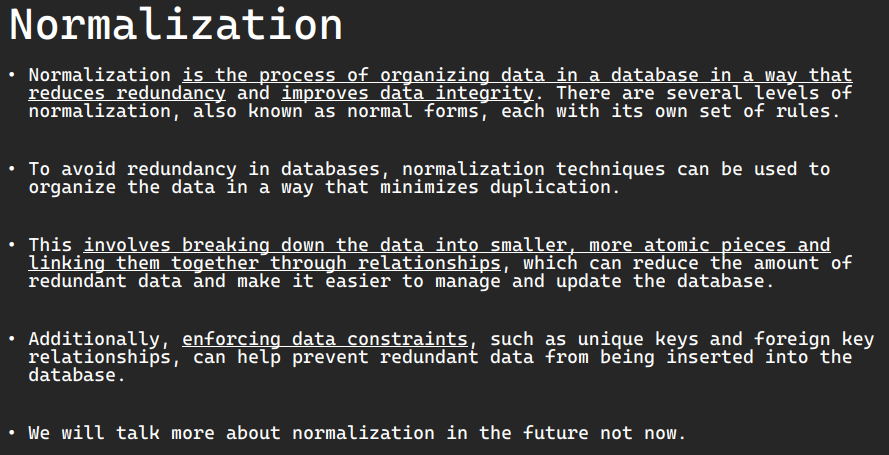 Normalization
• Normalization is the process of organizing data in a database in a way that
reduces redundancy and improves data integrity. There are several levels of
normalization, also known as normal forms, each with its own set of rules.
• To avoid redundancy in databases, normalization techniques can be used to
organize the data in a way that minimizes duplication.
• This involves breaking down the data into smaller, more atomic pieces and
linking them together through relationships, which can reduce the amount of
redundant data and make it easier to manage and update the database.
• Additionally, enforcing data constraints, such as unique keys and foreign key
relationships, can help prevent redundant data from being inserted into the
database.
• We will talk more about normalization in the future not now.